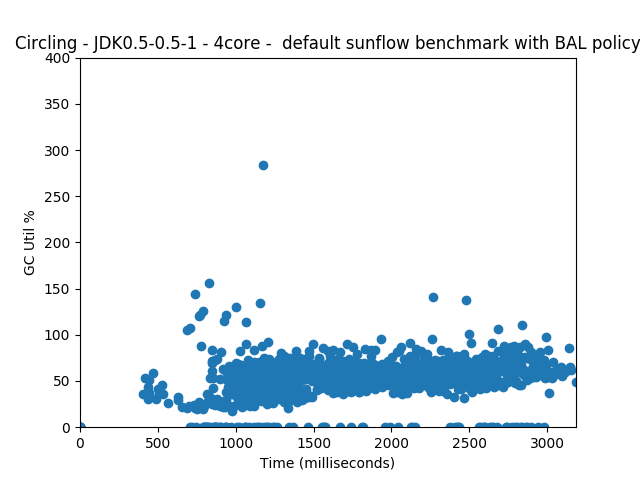 Circling - JDK0.5-0.5-1 - 4core -  default sunflow benchmark with BAL policy
400
350
300
250
200
150
100
50
0
GC Util %
0 500 1000 1500 2000 2500 3000
Time (milliseconds)